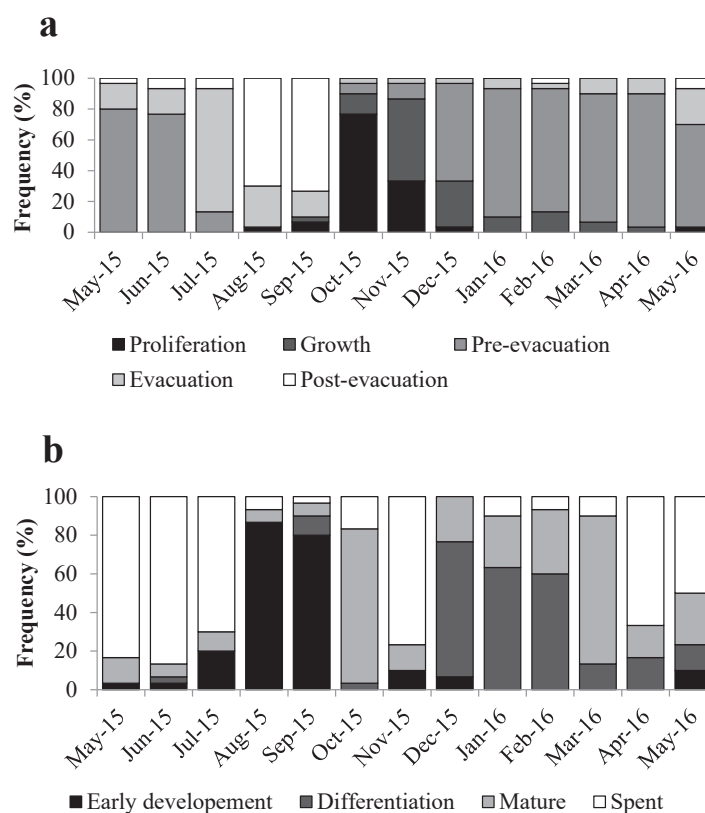 a
Frequency (%)
100
80
60
40
20
0
May-15 Jun-15 Jul-15 Aug-15 Sep-15 Oct-15 Nov-15 Dec-15 Jan-16 Feb-16 Mar-16 Apr-16 May-16
Proliferation Growth Pre-evacuation
Evacuation Post-evacuation
b
Frequency (%)
100
80
60
40
20
0
May-15 Jun-15 Jul-15 Aug-15 Sep-15 Oct-15 Nov-15 Dec-15 Jan-16 Feb-16 Mar-16 Apr-16 May-16
Early developement Differentiation Mature Spent